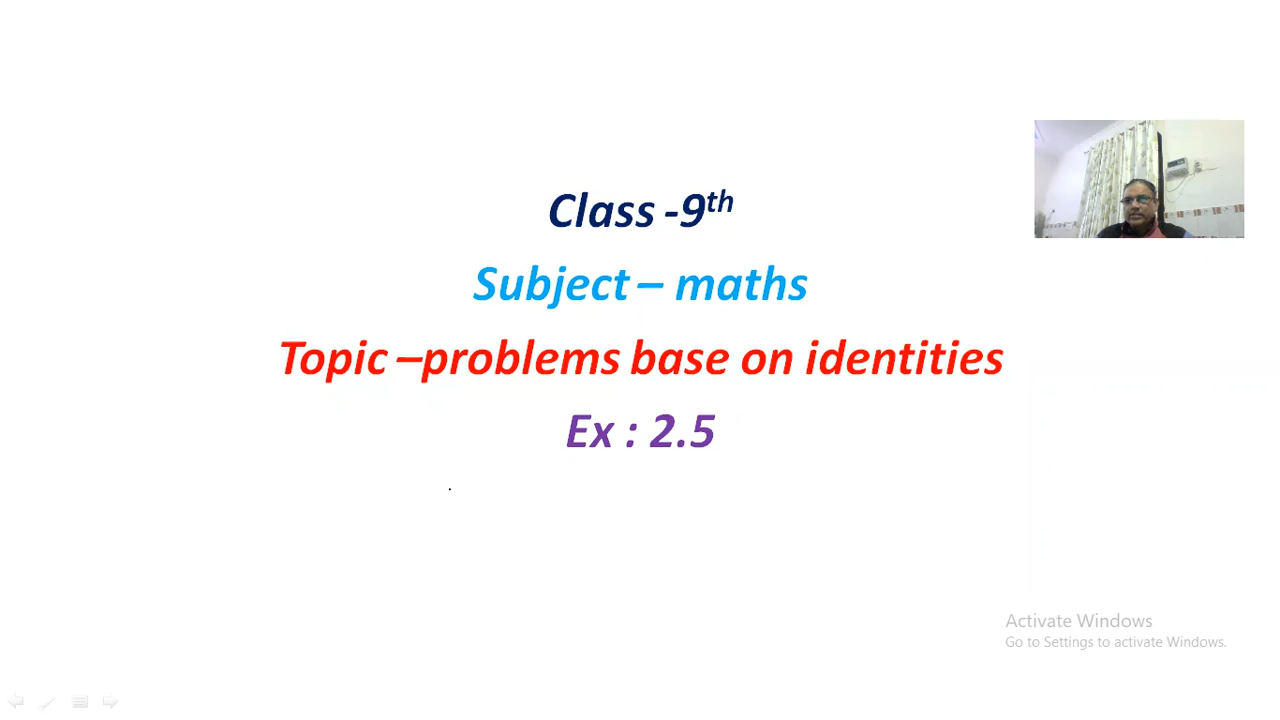 Class -9th
Subject – maths
Topic –problems base on identities
Ex : 2.5
Activate Windows
Go to Settings to activate Windows.